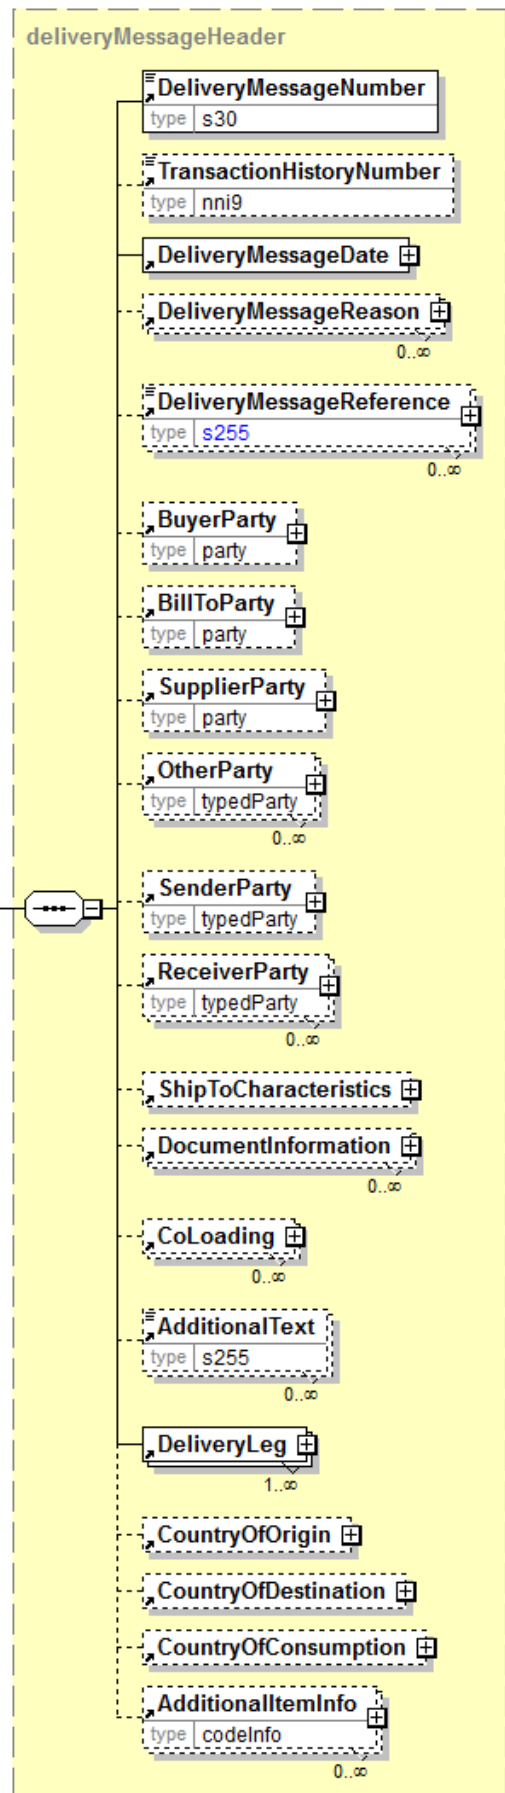 deliveryMessageHeader
DeliveryMessageNumber
type s30
TransactionHistoryNumber
type nni9
DeliveryMessageDate
DeliveryMessageReason
0..∞
DeliveryMessageReference
type s255
0..∞
BuyerParty
type party
BillToParty
type party
SupplierParty
type party
OtherParty
type typedParty
0..∞
SenderParty
type typedParty
ReceiverParty
type typedParty
0..∞
ShipToCharacteristics
DocumentInformation
0..∞
CoLoading
0..∞
AdditionalText
type s255
0..∞
DeliveryLeg
1..∞
CountryOfOrigin
CountryOfDestination
CountryOfConsumption
AdditionalItemInfo
type codeInfo
0..∞